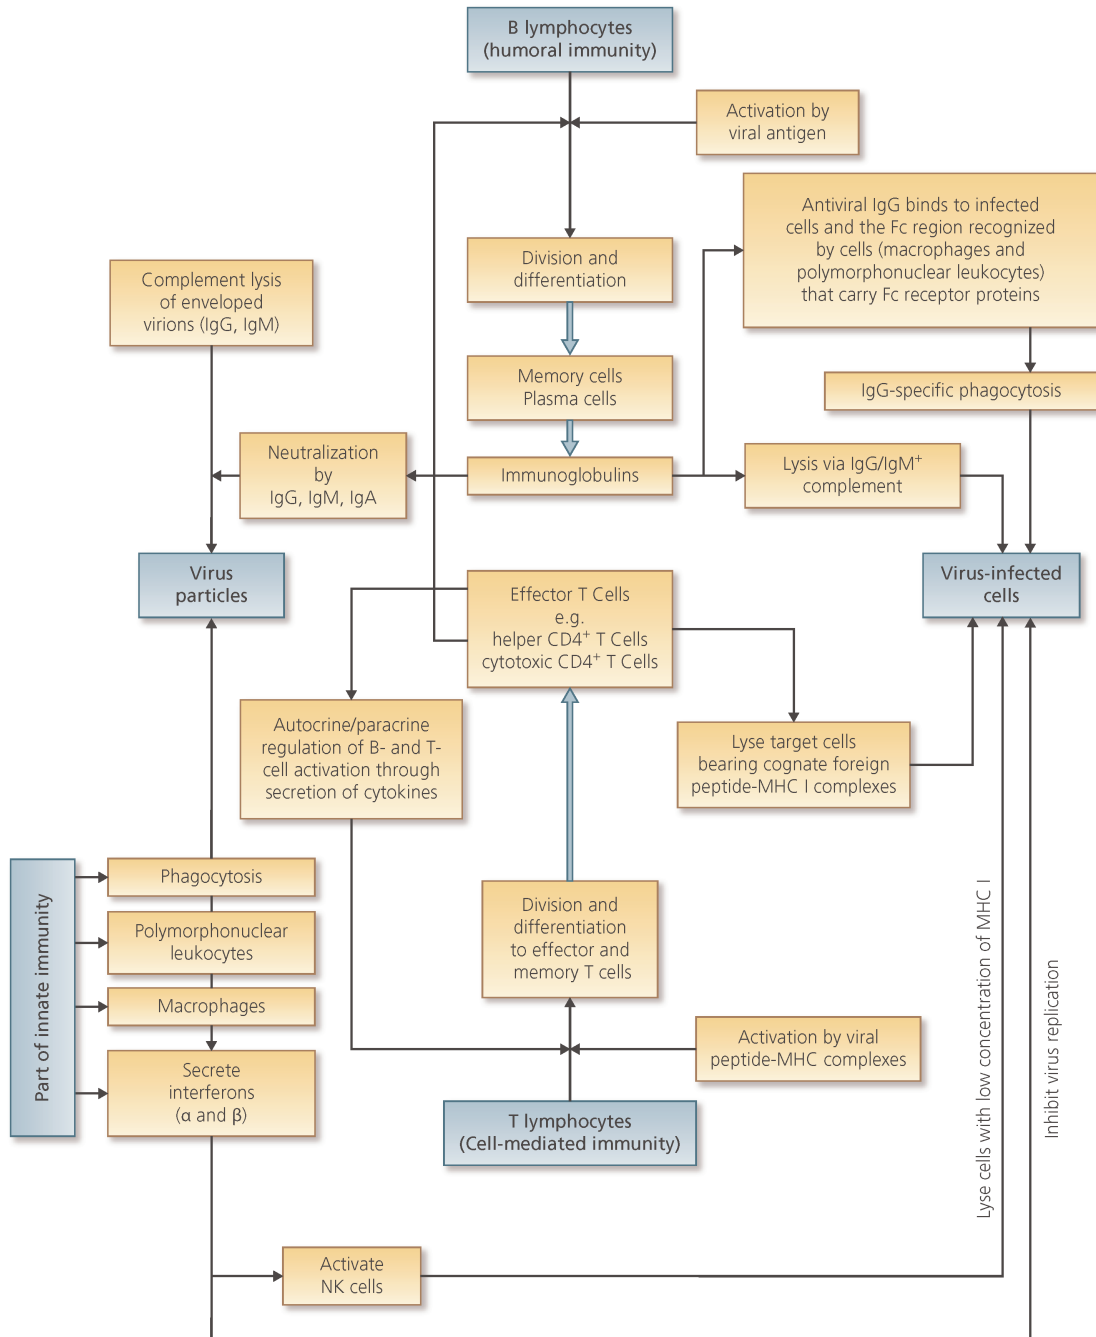 B lymphocytes
(humoral immunity)
Activation by
viral antigen
Antiviral IgG binds to infected
cells and the Fc region recognized
by cells (macrophages and
polymorphonuclear leukocytes)
that carry Fc receptor proteins
Division and
differentiation
Complement lysis
of enveloped
virions (IgG, IgM)
Memory cells
Plasma cells
IgG-specific phagocytosis
Neutralization
by
IgG, IgM, IgA
Immunoglobulins
Lysis via IgG/IgM⁺
complement
Virus
particles
Effector T Cells
e.g.
helper CD4⁺ T Cells
cytotoxic CD4⁺ T Cells
Virus-infected
cells
Autocrine/paracrine
regulation of B- and T-
cell activation through
secretion of cytokines
Lyse target cells
bearing cognate foreign
peptide-MHC I complexes
Part of innate immunity
Phagocytosis
Polymorphonuclear
leukocytes
Macrophages
Secrete
interferons
(α and β)
Division and
differentiation
to effector and
memory T cells
Activation by viral
peptide-MHC complexes
T lymphocytes
(Cell-mediated immunity)
Lyse cells with low concentration of MHC I
Inhibit virus replication
Activate
NK cells